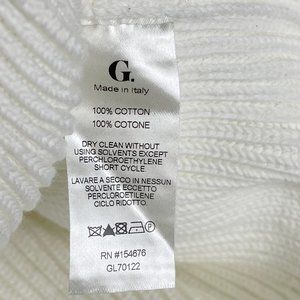 G.
Made in Italy
100% COTTON
100% COTONE
DRY CLEAN WITHOUT
USING SOLVENTS EXCEPT
PERCHLOROETHYLENE
SHORT CYCLE.
LAVARE A SECCO IN NESSUN
SOLVENTE ECCETTO
PERCLOROETILENE
CICLO RIDOTTO.
RN #154676
GL70122